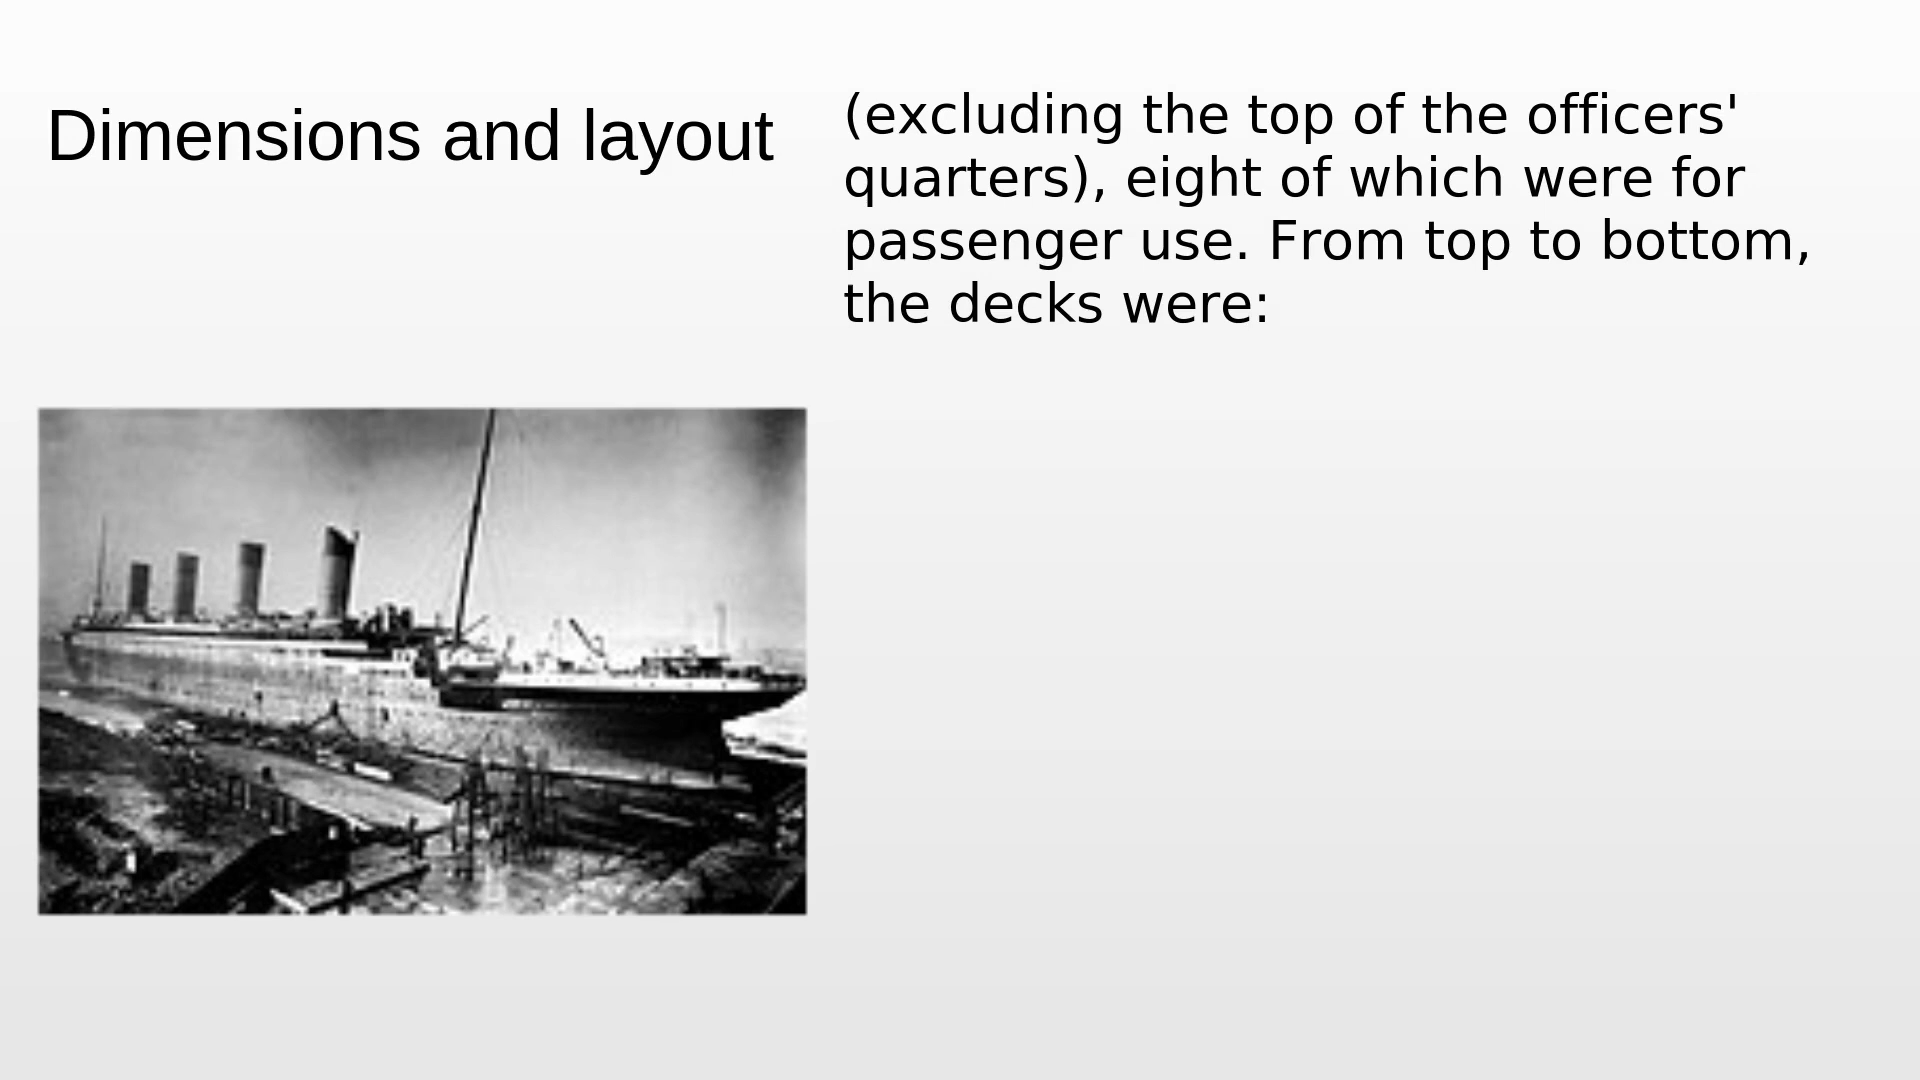 Dimensions and layout
(excluding the top of the officers'
quarters), eight of which were for
passenger use. From top to bottom,
the decks were: